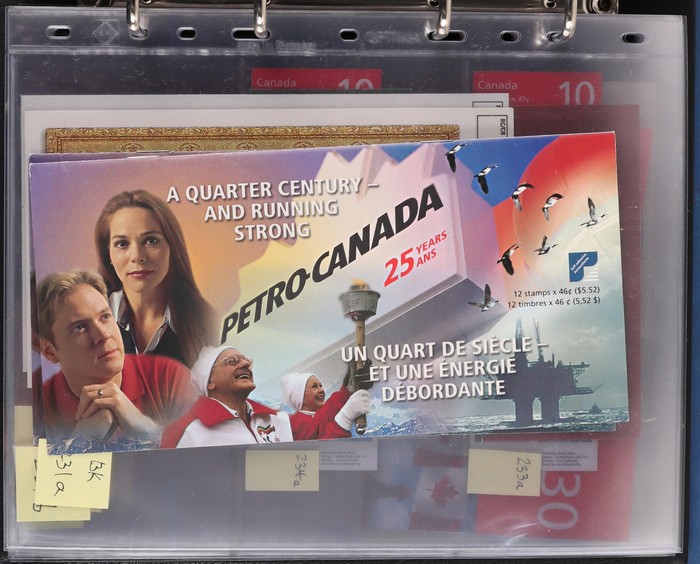 Canada 10
Canada 10
A QUARTER CENTURY –
AND RUNNING
STRONG
PETRO-CANADA
25 YEARS
ANS
12 stamps x 46¢ ($5.52)
12 timbres x 46 ¢ (5,52 $)
UN QUART DE SIÈCLE –
ET UNE ÉNERGIE
DÉBORDANTE
BK
31a
234a
233a
30